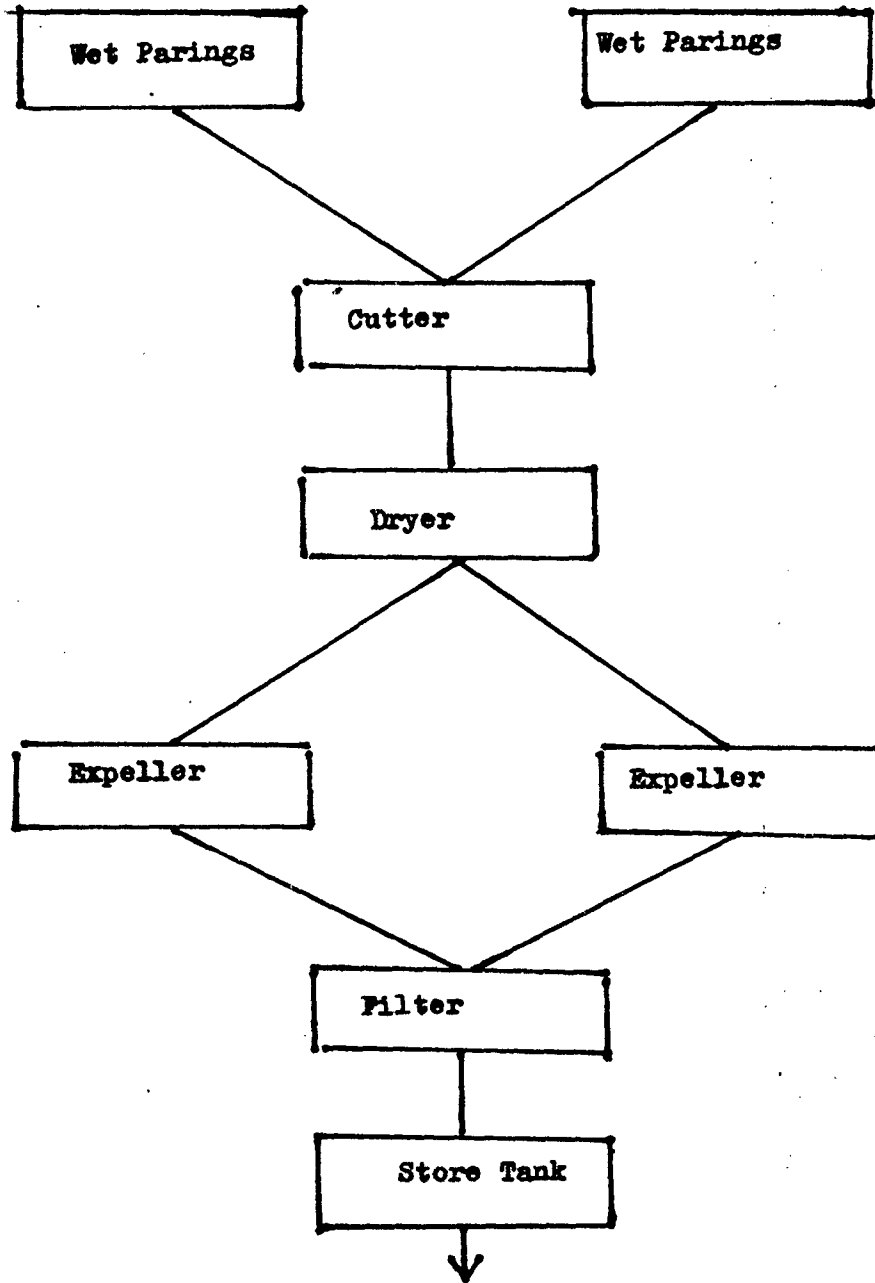 Wet Parings
Wet Parings
Cutter
Dryer
Expeller
Expeller
Filter
Store Tank